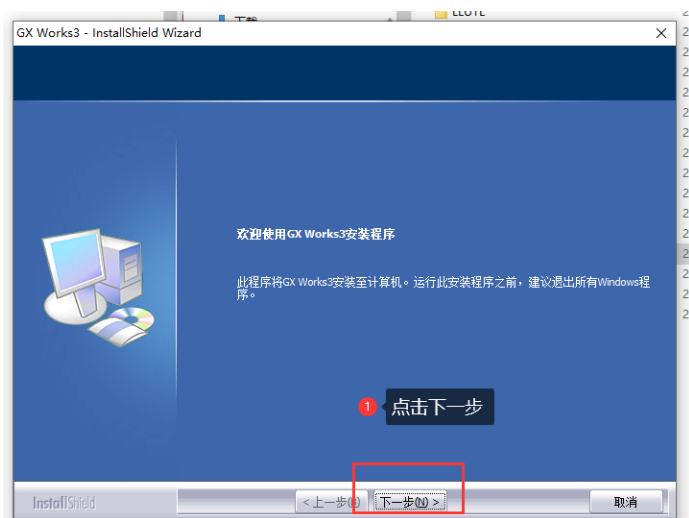 下载
GX Works3 - InstallShield Wizard
欢迎使用GX Works3安装程序
此程序将GX Works3安装至计算机。运行此安装程序之前，建议退出所有Windows程
序。
1 点击下一步
InstallShield
<上一步(B) 下一步(N) > 取消